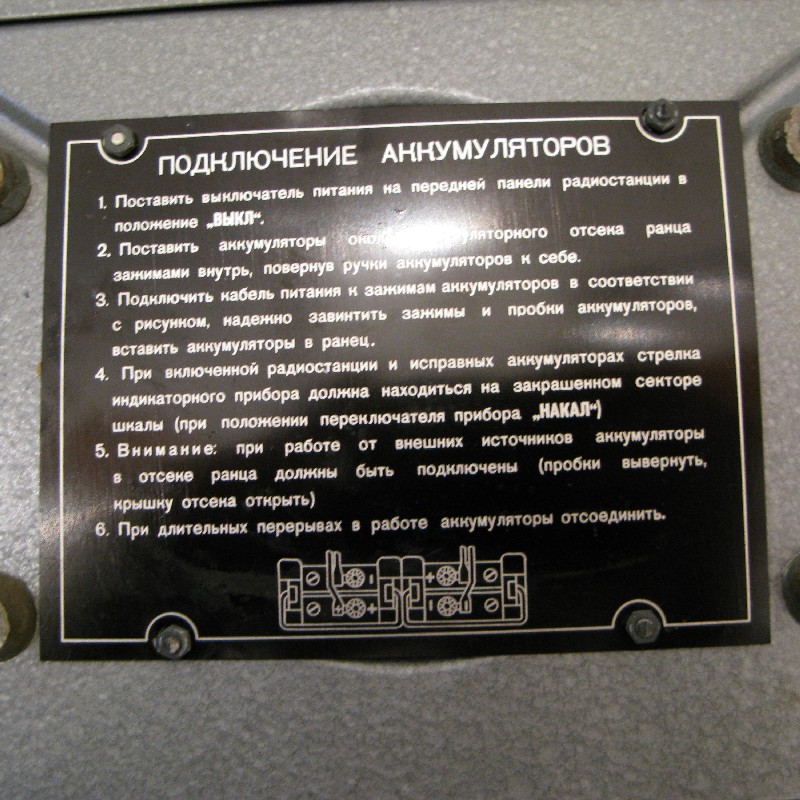 ПОДКЛЮЧЕНИЕ АККУМУЛЯТОРОВ
1. Поставить выключатель питания на передней панели радиостанции в
положение „ВЫКЛ“.
2. Поставить аккумуляторы отсека ранца
зажимами внутрь, повернув ручки аккумуляторов к себе.
3. Подключить кабель питания к зажимам аккумуляторов в соответствии
с рисунком, надежно завинтить зажимы и пробки аккумуляторов,
вставить аккумуляторы в ранец.
4. При включенной радиостанции и исправных аккумуляторах стрелка
индикаторного прибора должна находиться на закрашенном секторе
шкалы (при положении переключателя прибора „НАКАЛ“)
5. Внимание: при работе от внешних источников аккумуляторы
в отсеке ранца должны быть подключены (пробки вывернуть,
крышку отсека открыть)
6. При длительных перерывах в работе аккумуляторы отсоединить.